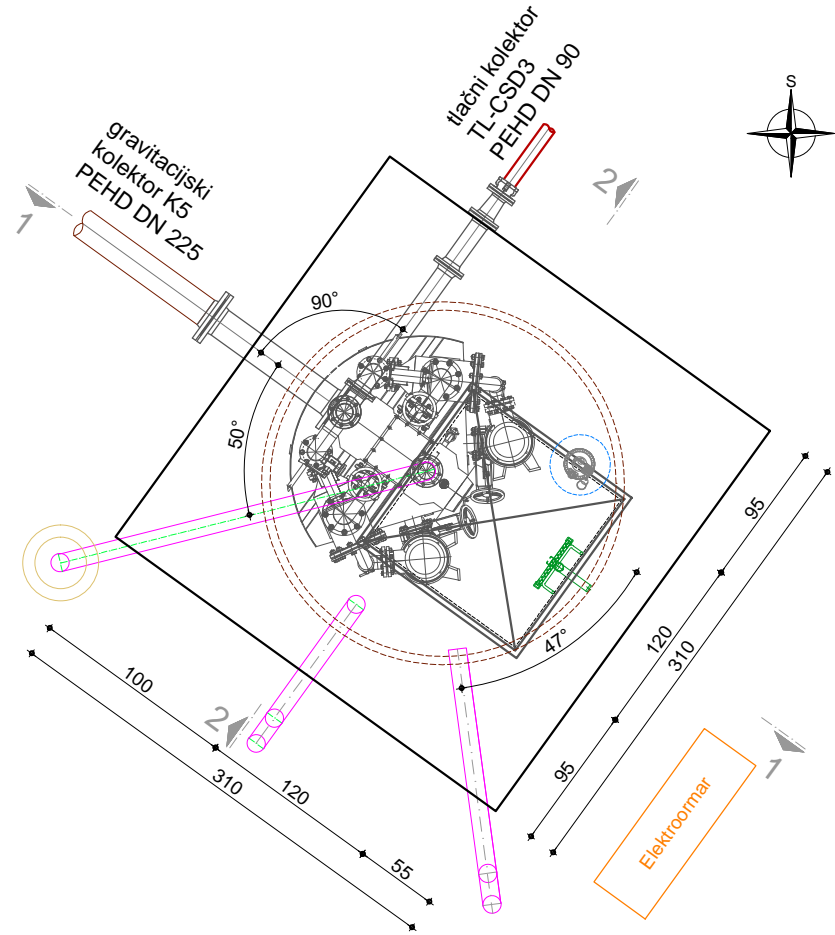 S
tlačni kolektor
TL-CSD3
PEHD DN 90
gravitacijski
kolektor K5
PEHD DN 225
2
1
90°
50°
47°
95
120
310
95
100
120
310
55
2
1
Elektroormar